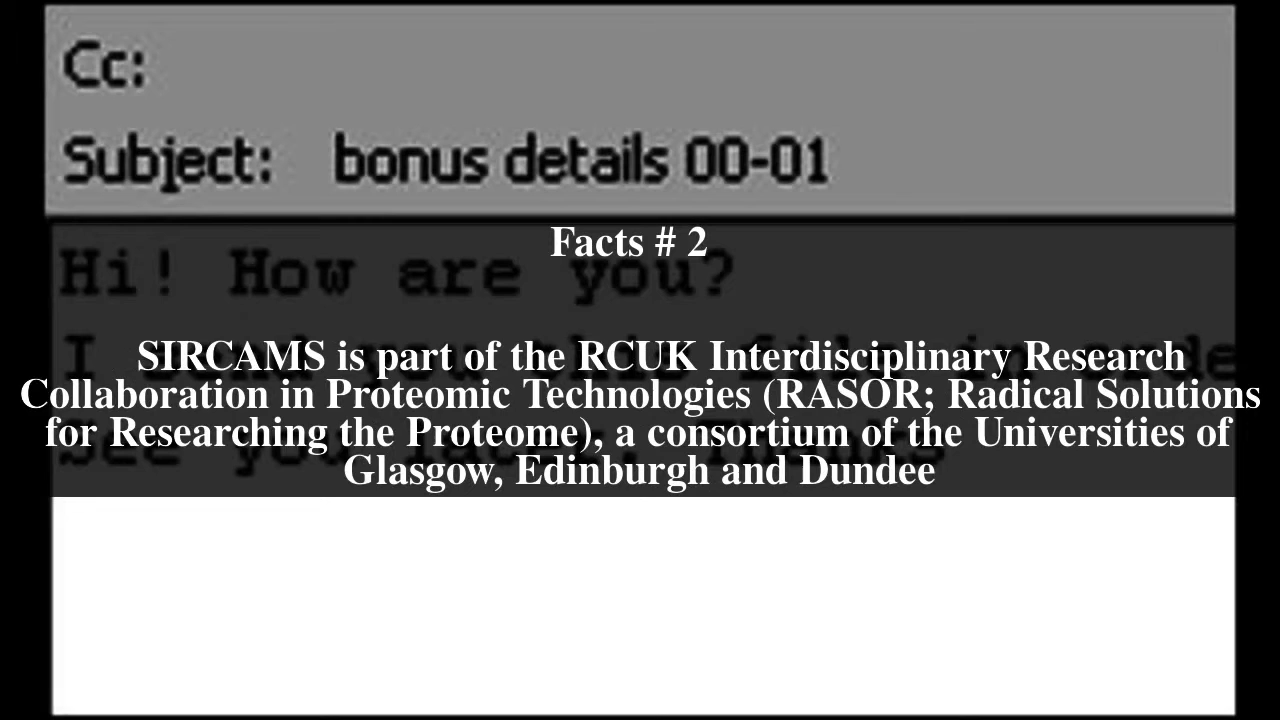 Cc:
Subject: bonus details 00-01
Facts # 2
Hi! How are you?
SIRCAMS is part of the RCUK Interdisciplinary Research
Collaboration in Proteomic Technologies (RASOR; Radical Solutions
for Researching the Proteome), a consortium of the Universities of
Glasgow, Edinburgh and Dundee